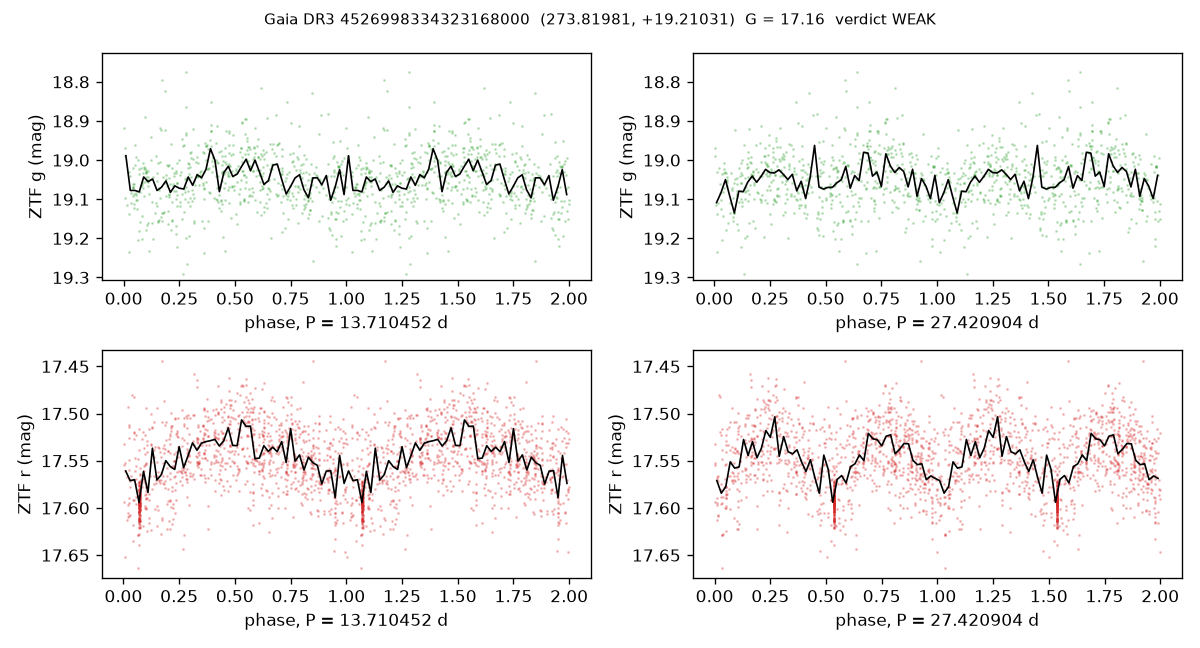 Gaia DR3 4526998334323168000 (273.81981, +19.21031) G = 17.16 verdict WEAK
ZTF g (mag)
18.8
18.9
19.0
19.1
19.2
19.3
0.00 0.25 0.50 0.75 1.00 1.25 1.50 1.75 2.00
phase, P = 13.710452 d
ZTF g (mag)
18.8
18.9
19.0
19.1
19.2
19.3
0.00 0.25 0.50 0.75 1.00 1.25 1.50 1.75 2.00
phase, P = 27.420904 d
ZTF r (mag)
17.45
17.50
17.55
17.60
17.65
0.00 0.25 0.50 0.75 1.00 1.25 1.50 1.75 2.00
phase, P = 13.710452 d
ZTF r (mag)
17.45
17.50
17.55
17.60
17.65
0.00 0.25 0.50 0.75 1.00 1.25 1.50 1.75 2.00
phase, P = 27.420904 d